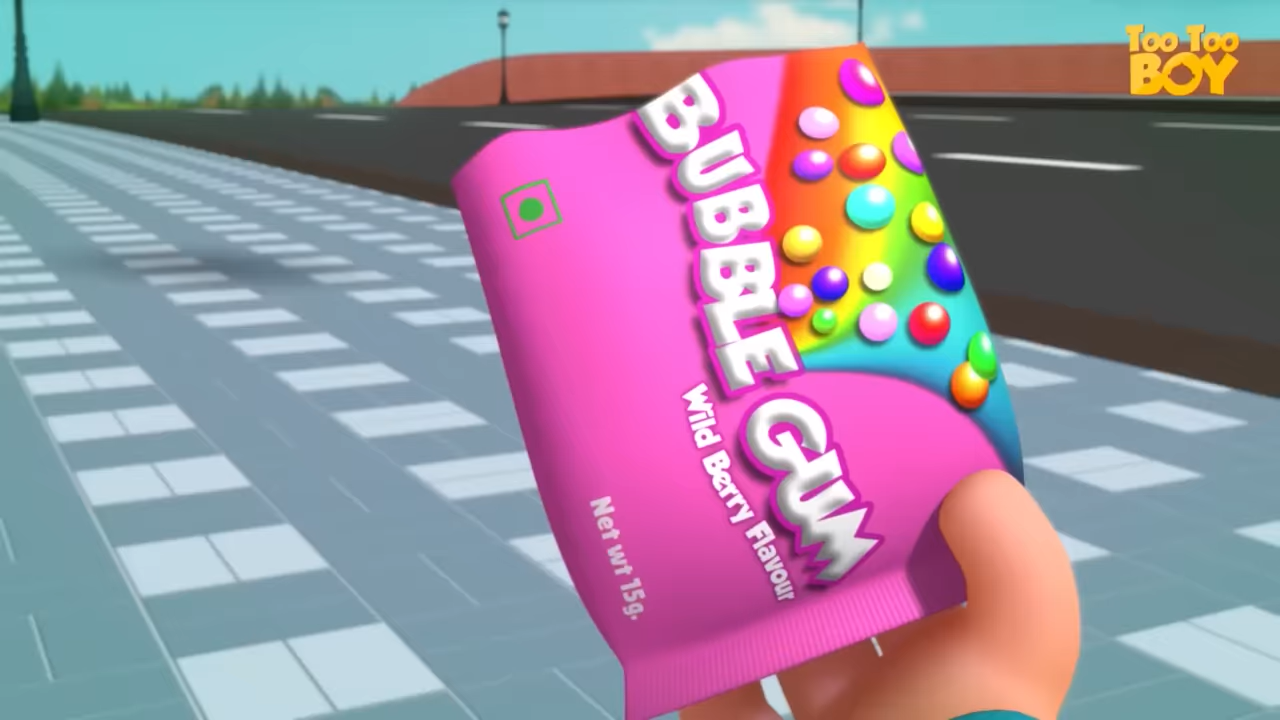 Too Too
BOY
BUBBLE GUM
Wild Berry Flavour
Net wt 15g.